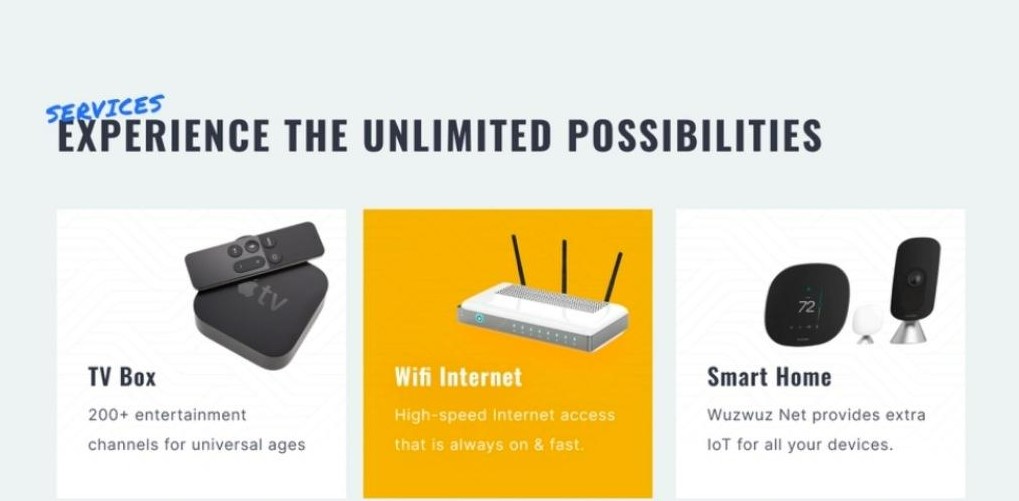 SERVICES
EXPERIENCE THE UNLIMITED POSSIBILITIES
tv
72
TV Box
200+ entertainment
channels for universal ages
Wifi Internet
High-speed Internet access
that is always on & fast.
Smart Home
Wuzwuz Net provides extra
IoT for all your devices.